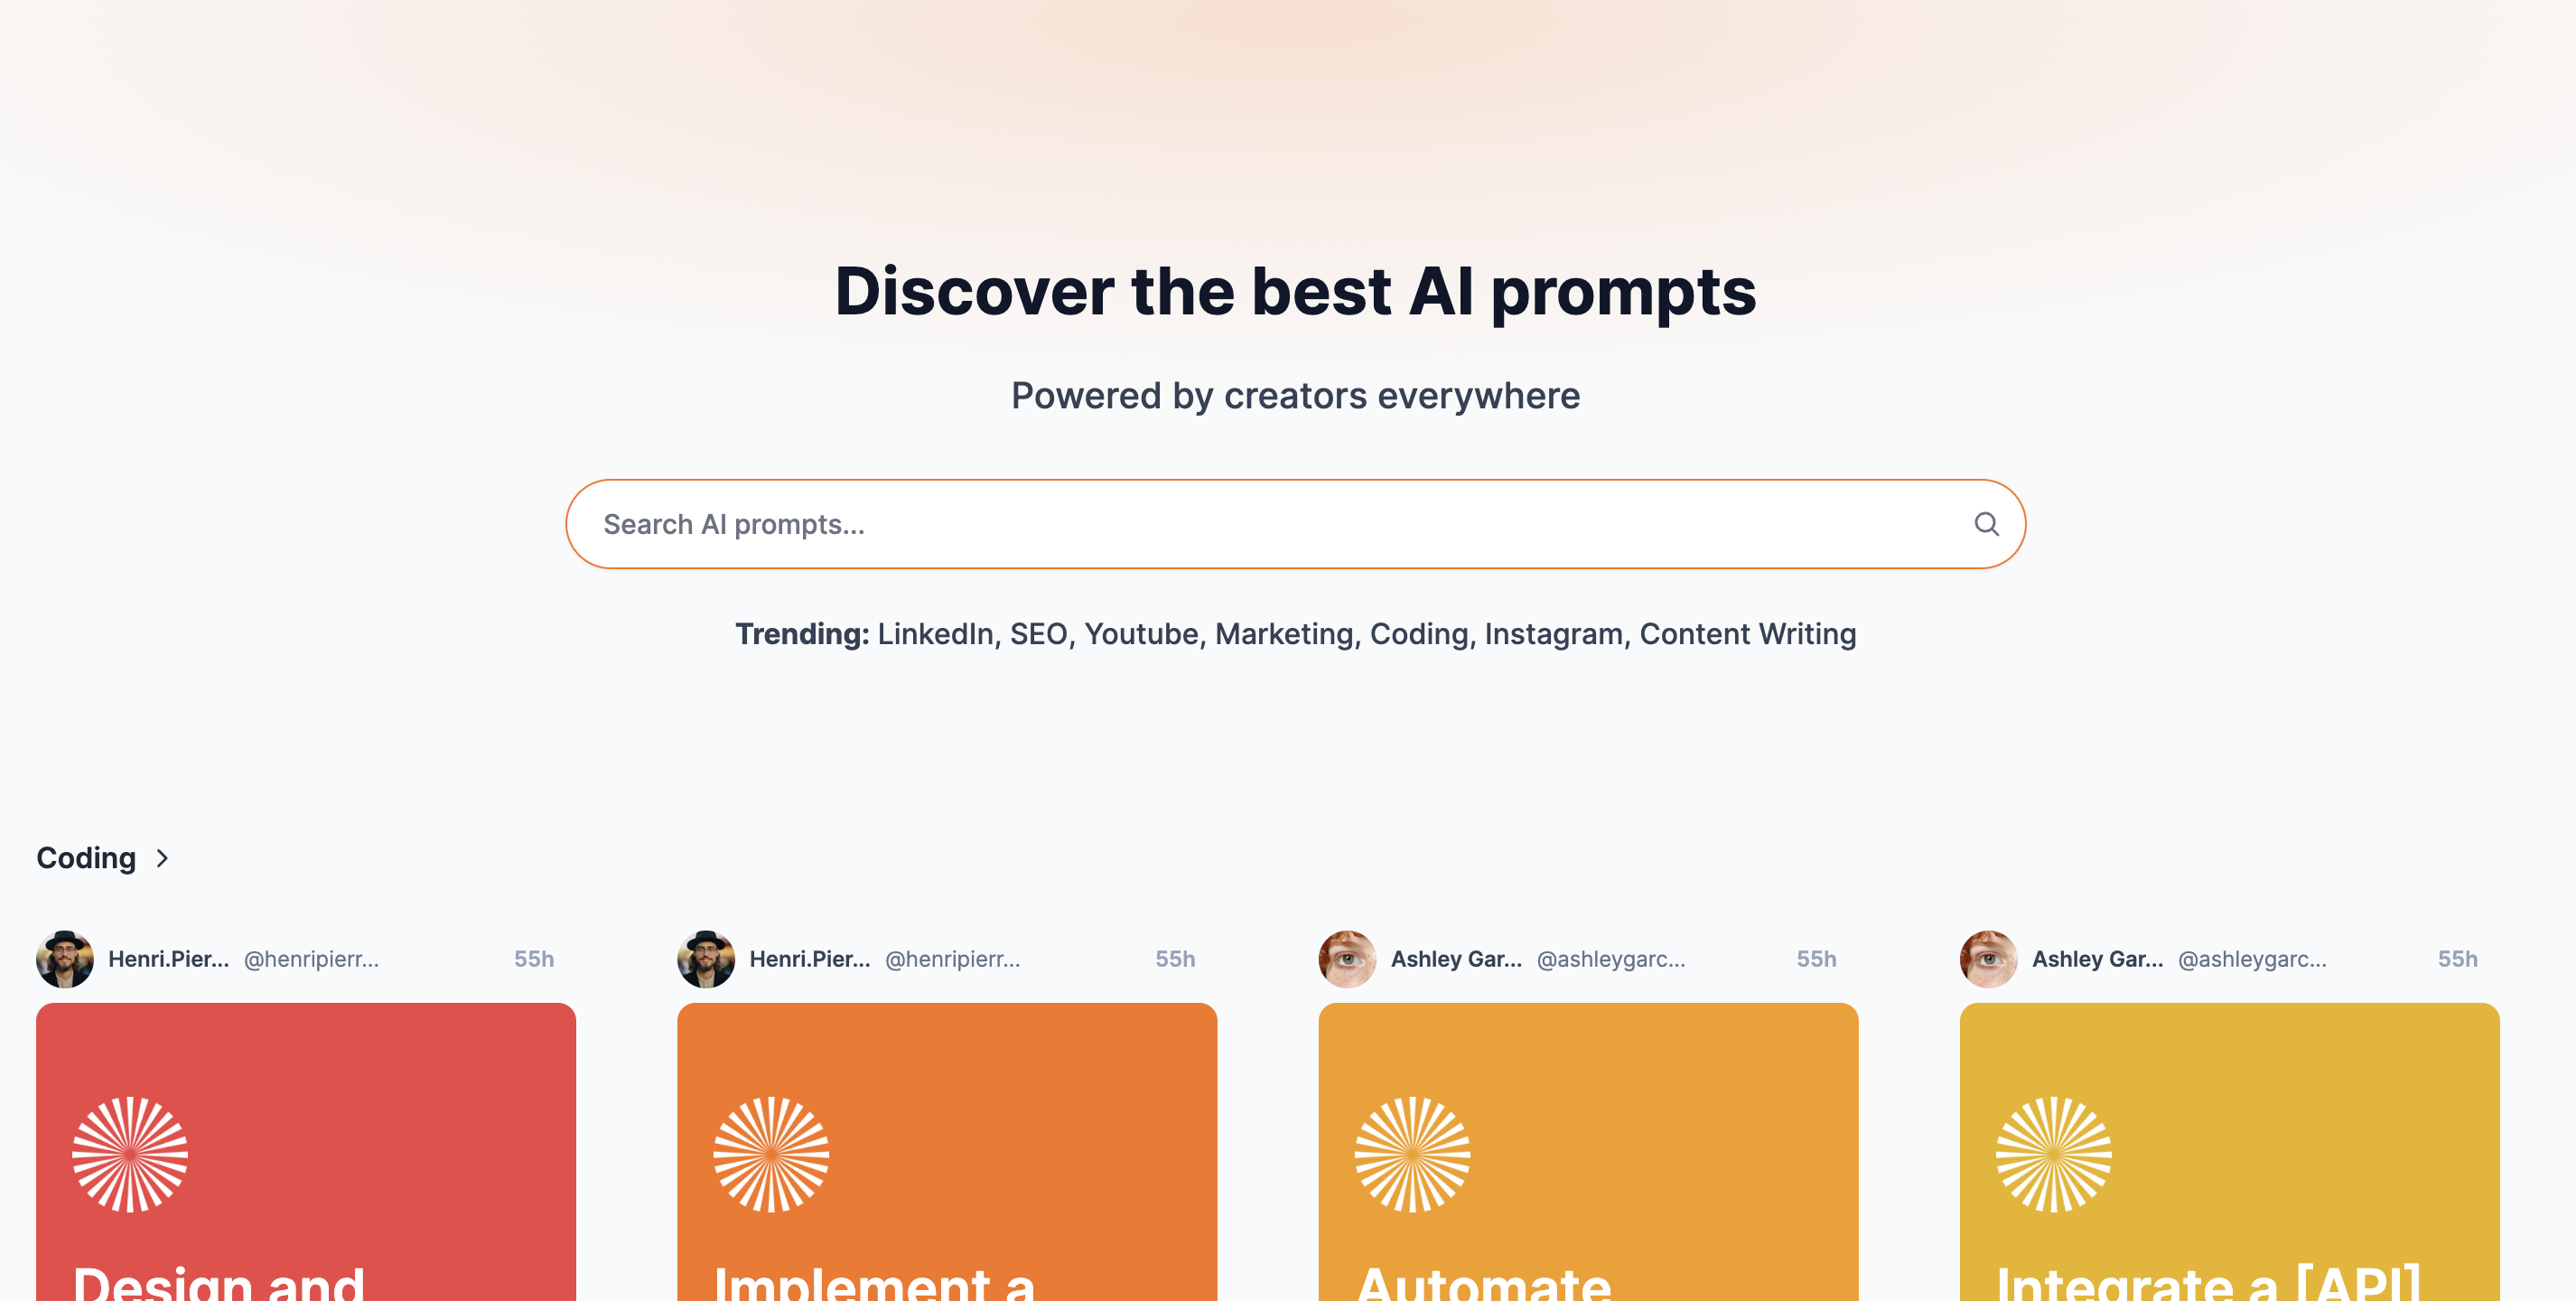 Discover the best AI prompts
Powered by creators everywhere
Search AI prompts...
Trending: LinkedIn, SEO, Youtube, Marketing, Coding, Instagram, Content Writing
Coding
Henri.Pier... @henripierr... 55h
Henri.Pier... @henripierr... 55h
Ashley Gar... @ashleygarc... 55h
Ashley Gar... @ashleygarc... 55h
Design and
Implement a
Automate
Integrate a [API]